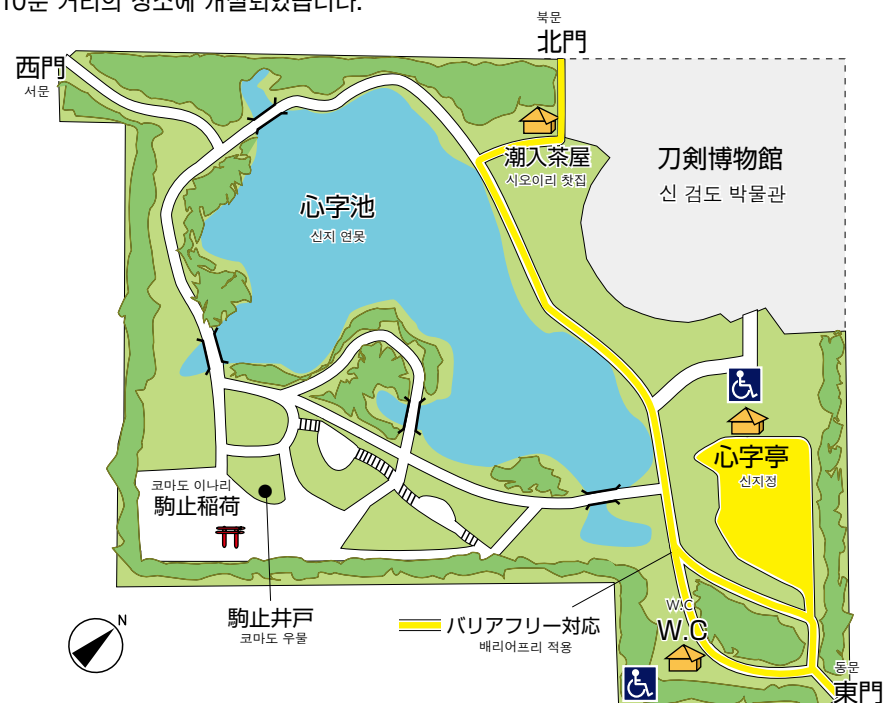 10분 거리의 장소에 개설되었습니다.
북문
北門
西門
서문
潮入茶屋
시오이리 찻집
刀剣博物館
신 검도 박물관
心字池
신지 연못
心字亭
신지정
코마도 이나리
駒止稲荷
駒止井戸
코마도 우물
バリアフリー対応
배리어프리 적용
W.C
W.C
동문
東門
N